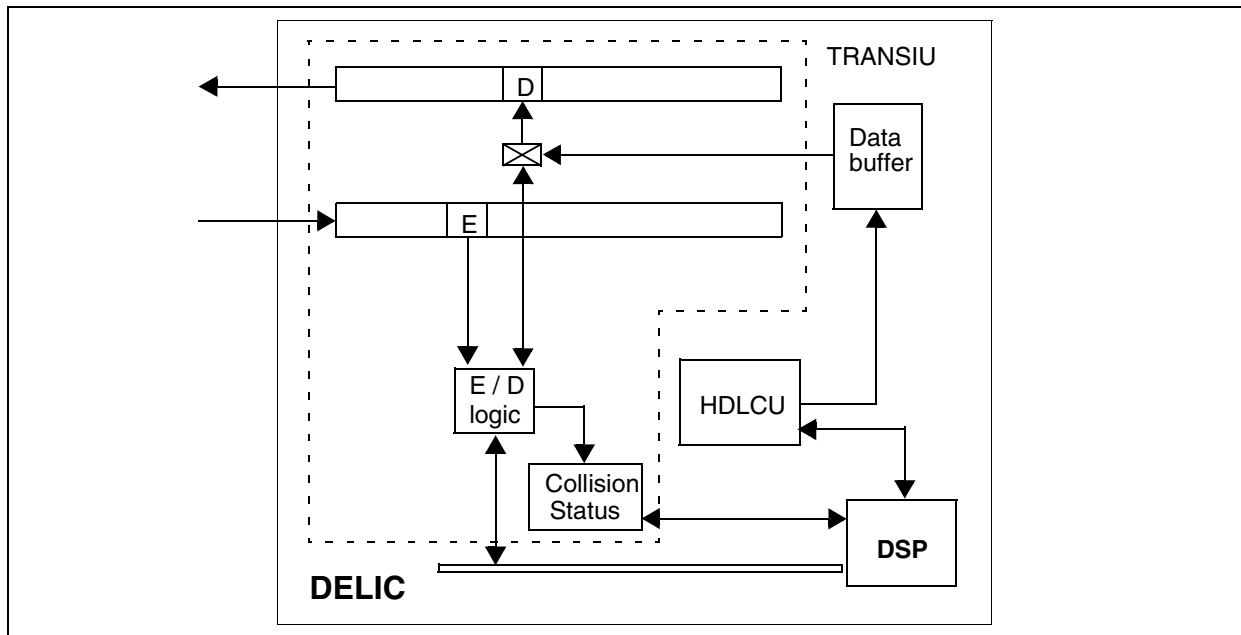 TRANSIU
D
Data
buffer
E
E / D
logic
HDLCU
Collision
Status
DSP
DELIC